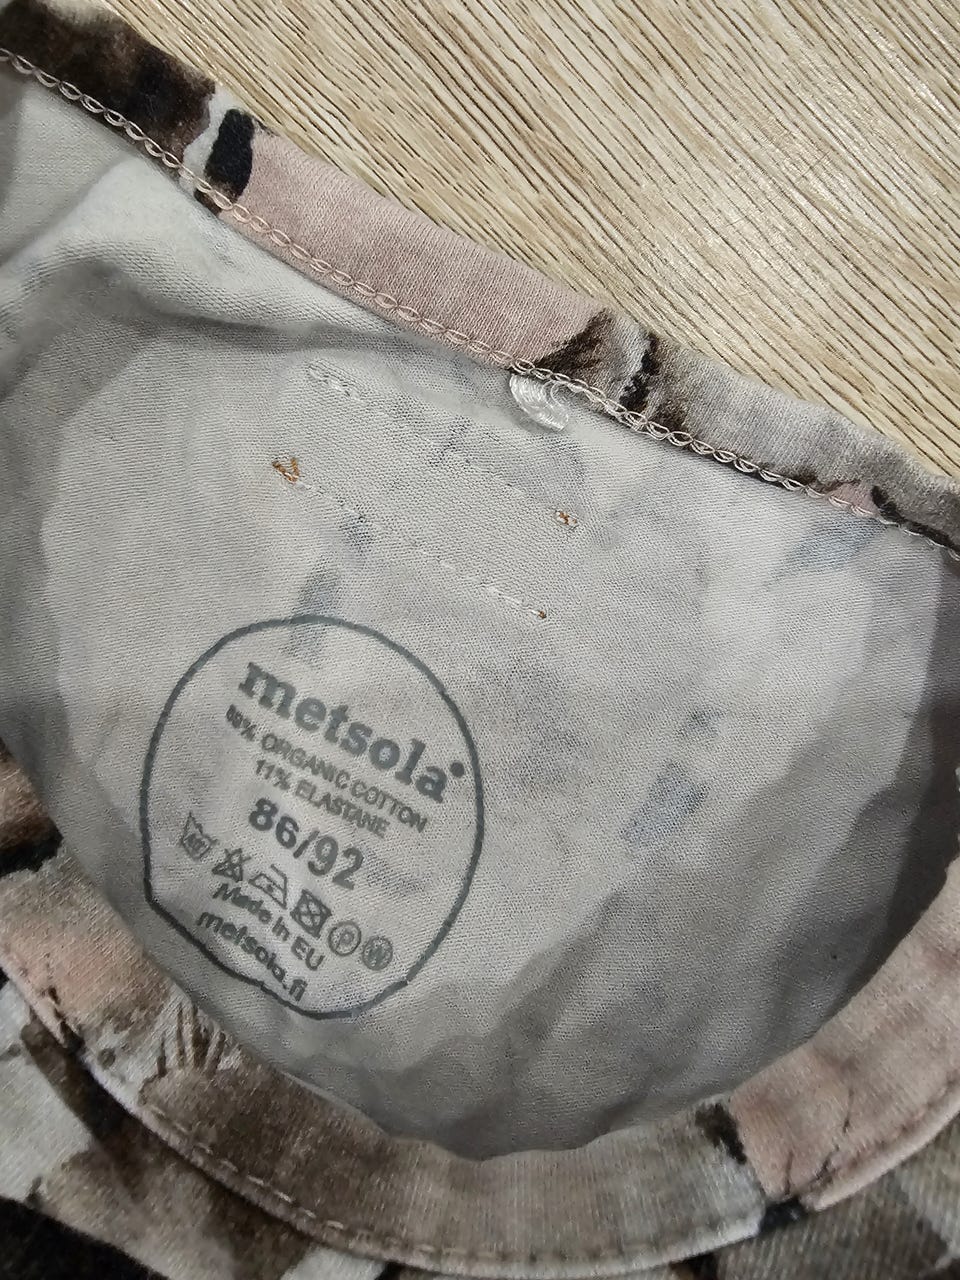 metsola
89% ORGANIC COTTON
11% ELASTANE
86/92
P W
Made in EU
metsola.fi